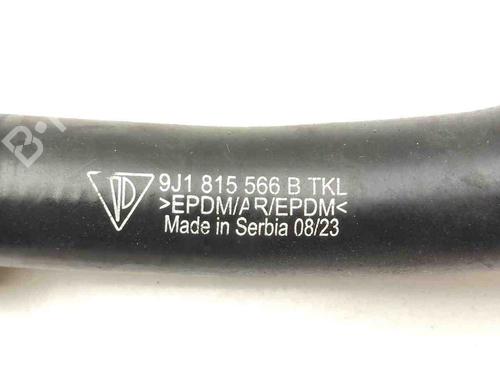 9J1 815 566 B TKL
>EPDM/AR/EPDM<
Made in Serbia 08/23